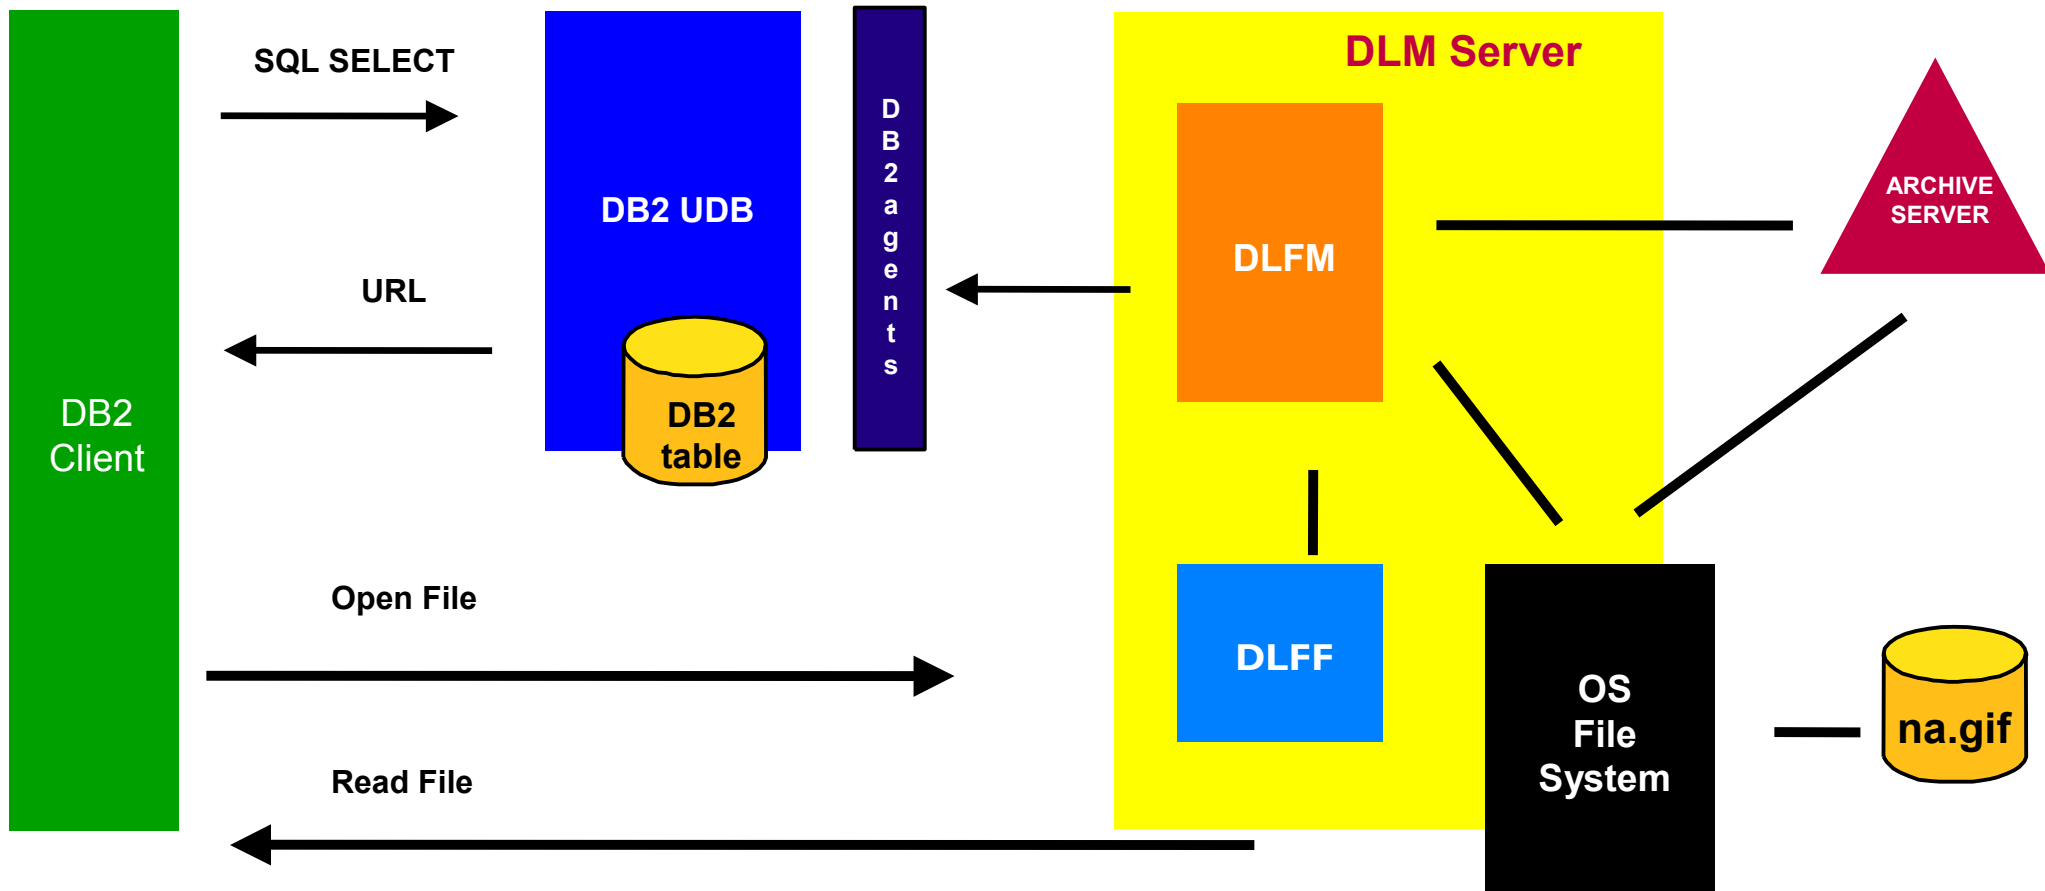 DLM Server
SQL SELECT
DB2agents
ARCHIVE
SERVER
DB2 UDB
DLFM
URL
DB2
Client
DB2
table
Open File
DLFF
OS
File
System
na.gif
Read File